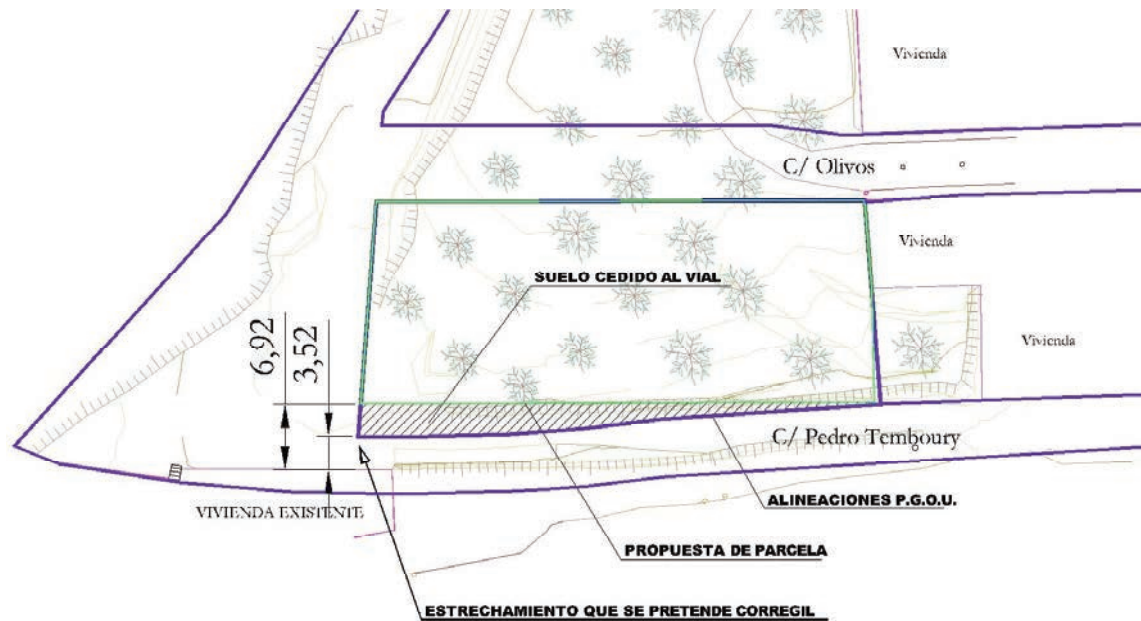 Vivienda
C/ Olivos
Vivienda
SUELO CEDIDO AL VIAL
6,92
3,52
Vivienda
C/ Pedro Temboury
ALINEACIONES P.G.O.U.
VIVIENDA EXISTENTE
PROPUESTA DE PARCELA
ESTRECHAMIENTO QUE SE PRETENDE CORREGIL